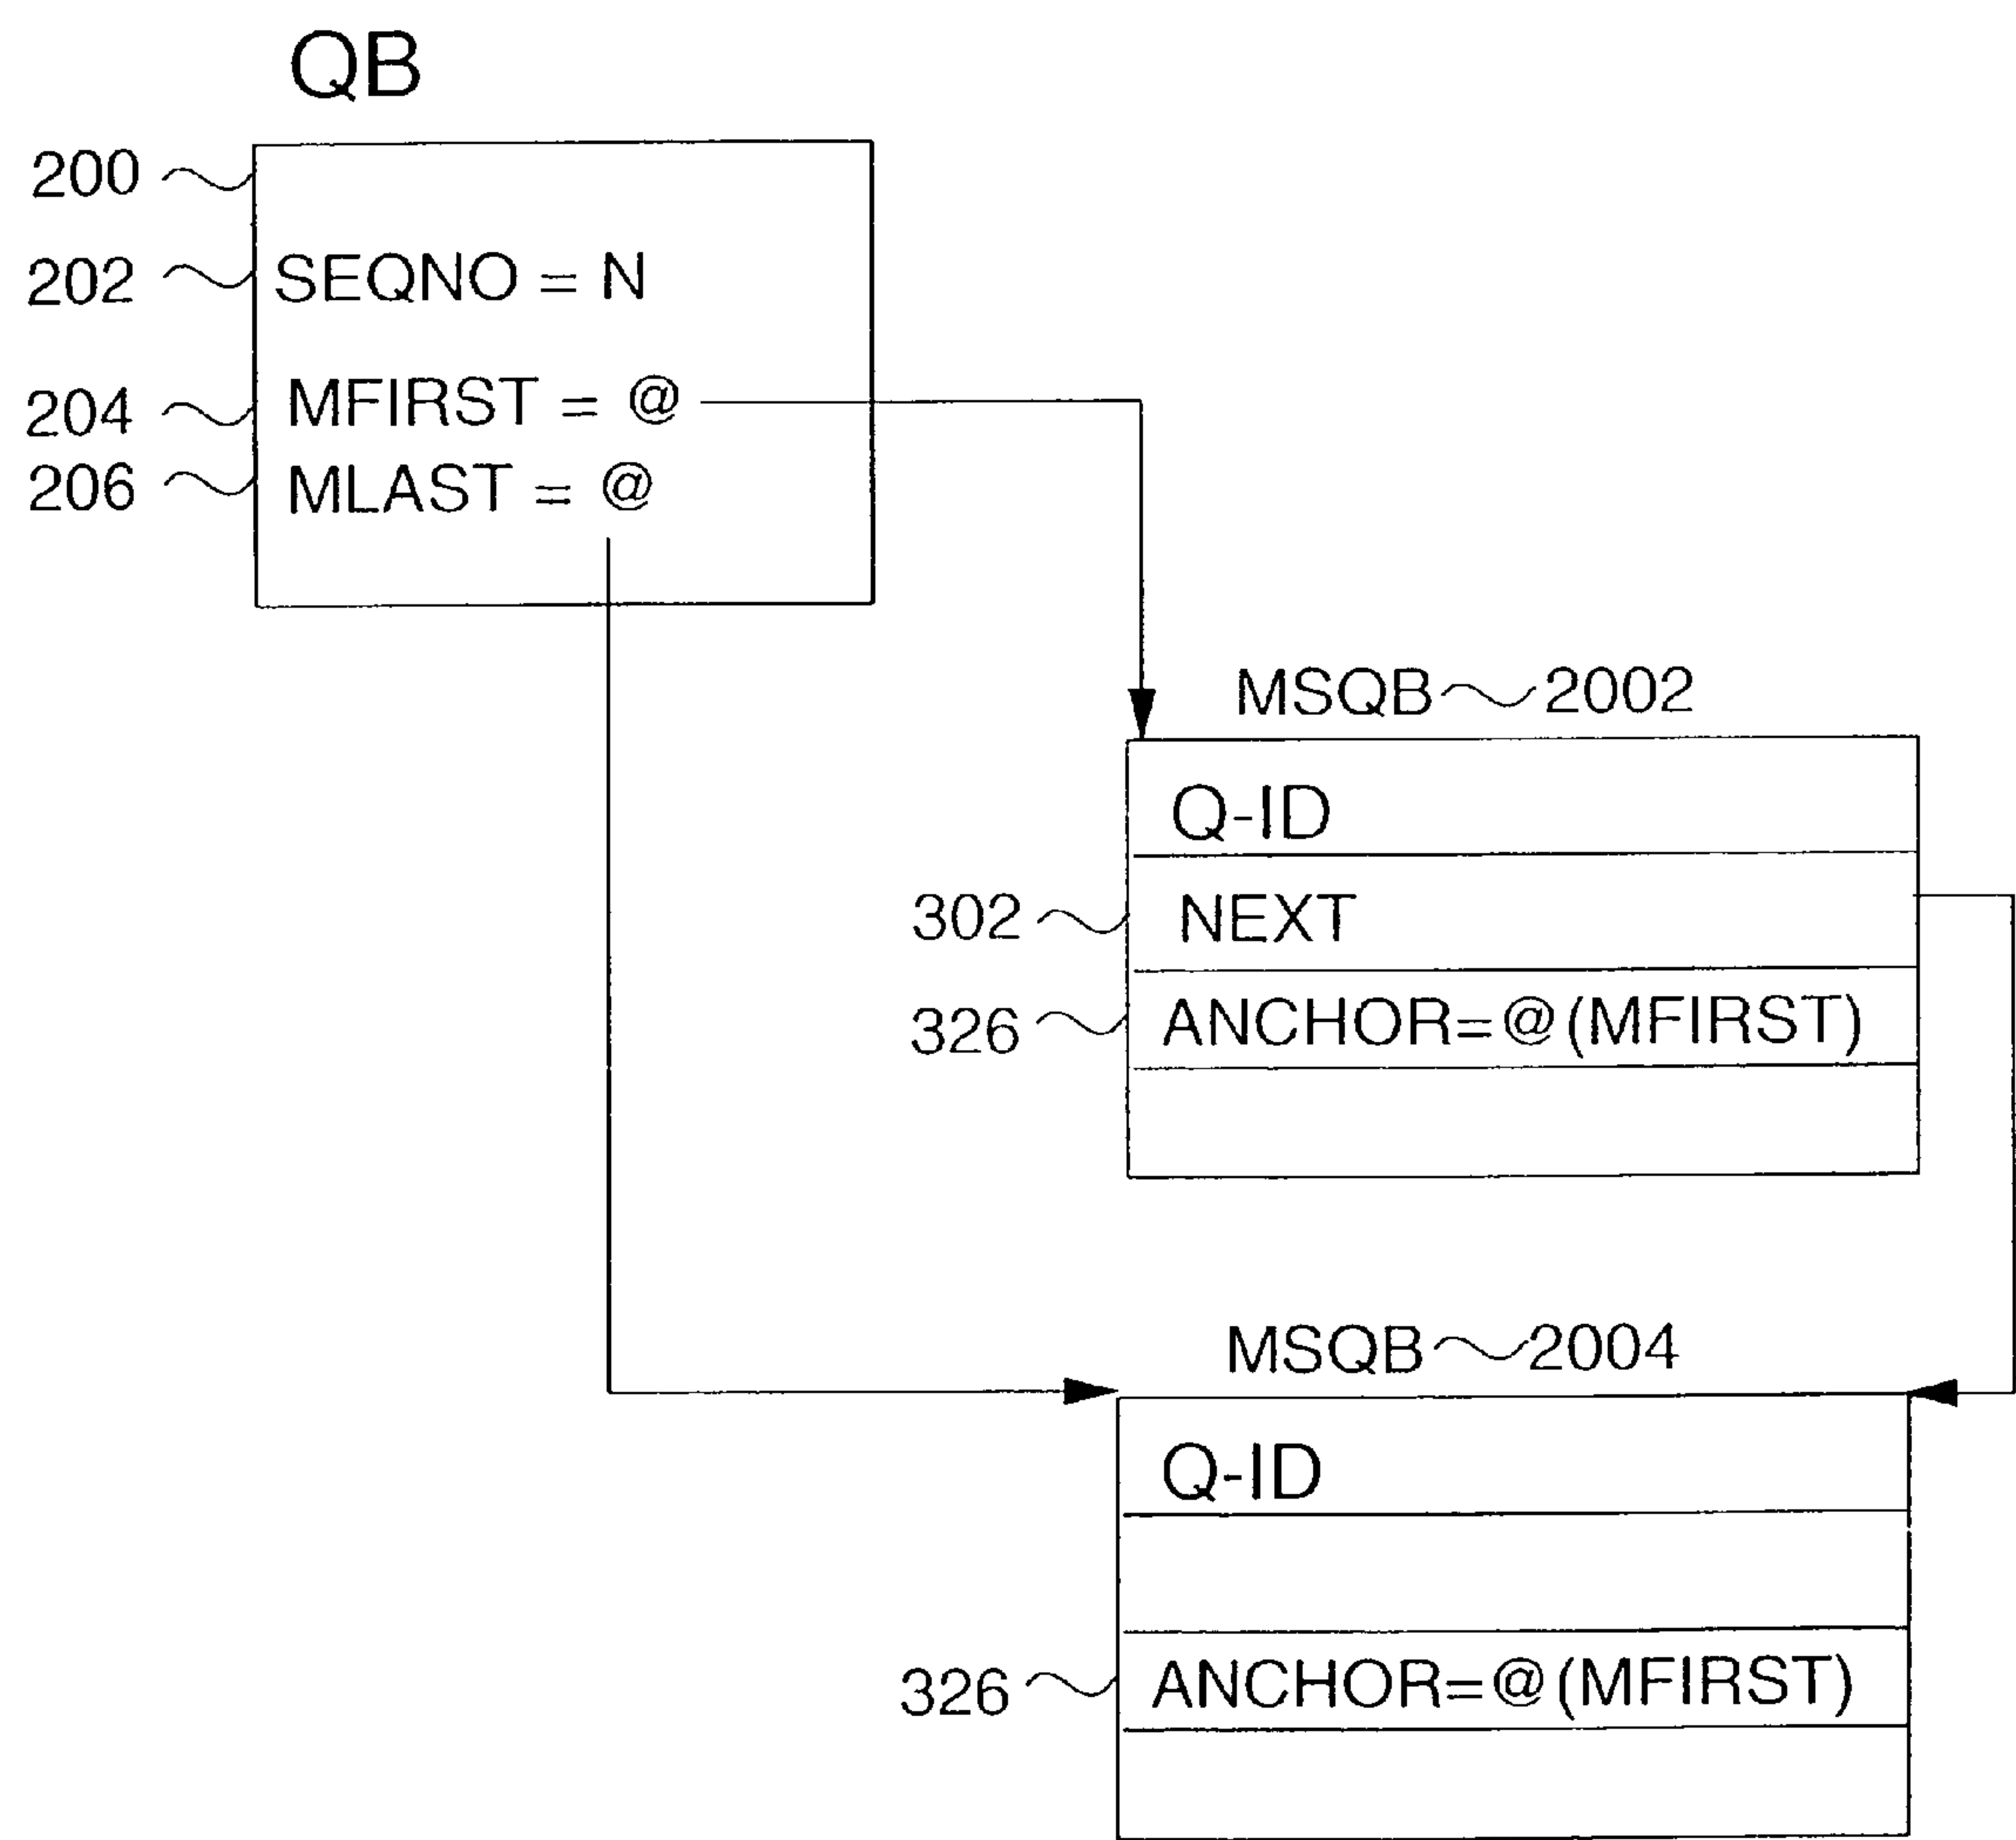 QB
200
202 SEQNO = N
204 MFIRST = @
206 MLAST = @
MSQB 2002
Q-ID
302 NEXT
326 ANCHOR=@(MFIRST)
MSQB 2004
Q-ID
326 ANCHOR=@(MFIRST)